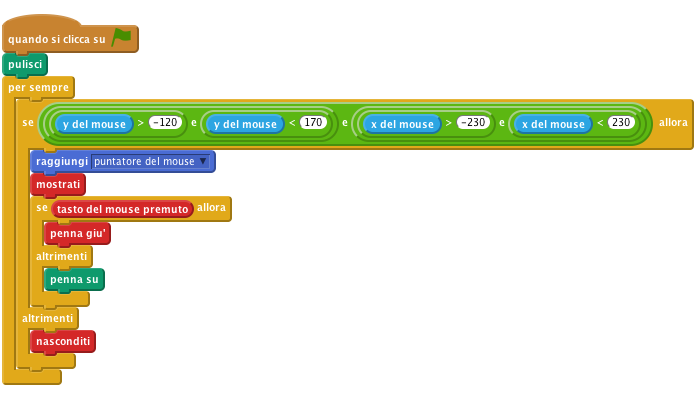 quando si clicca su
pulisci
per sempre
se y del mouse > -120 e y del mouse < 170 e x del mouse > -230 e x del mouse < 230 allora
raggiungi puntatore del mouse
mostrati
se tasto del mouse premuto allora
penna giu'
altrimenti
penna su
altrimenti
nasconditi